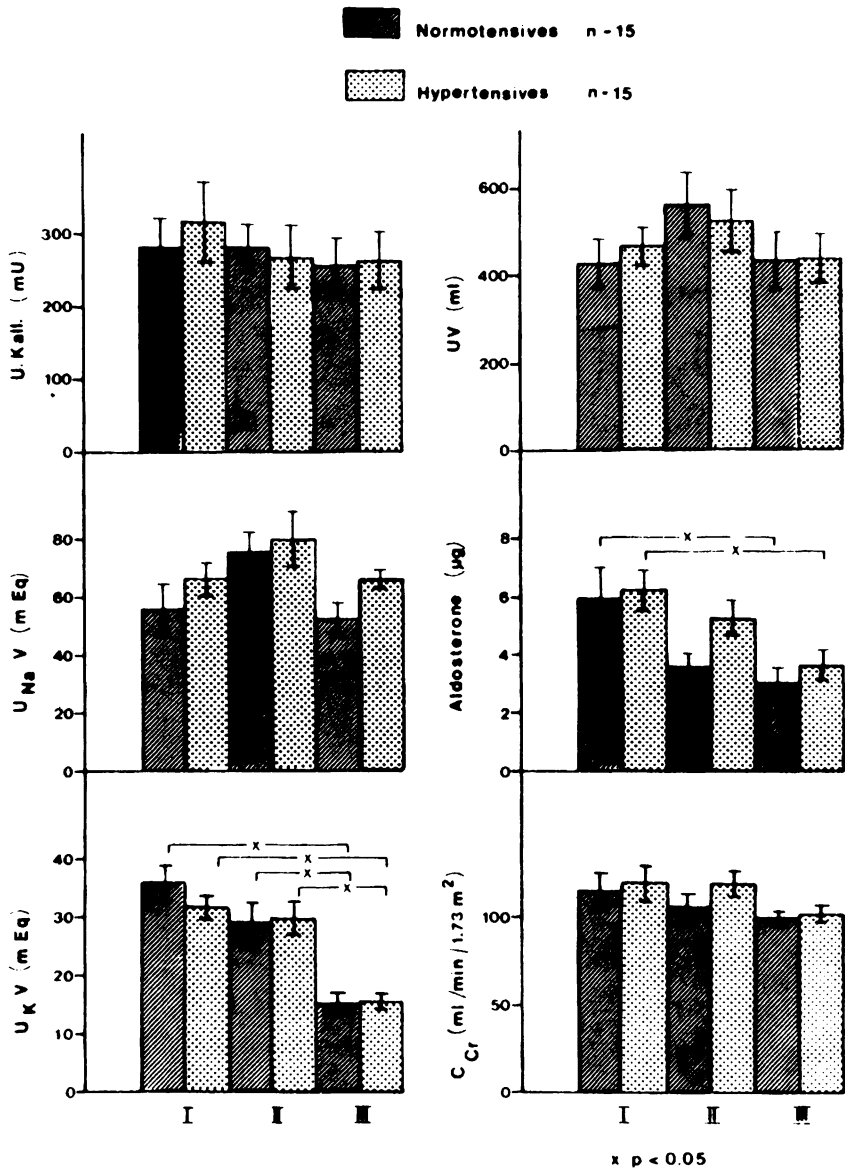 Normotensives n-15
Hypertensives n-15
U.Kall. (mU)
300
200
100
0
UV (ml)
600
400
200
0
U Na V (m Eq)
80
60
40
20
0
Aldosterone (µg)
8
6
4
2
0
x
x
U K V (m Eq)
40
30
20
10
0
x
x
x
x
C Cr (ml/min/1.73 m²)
100
50
0
I II III
I II III
x p < 0.05